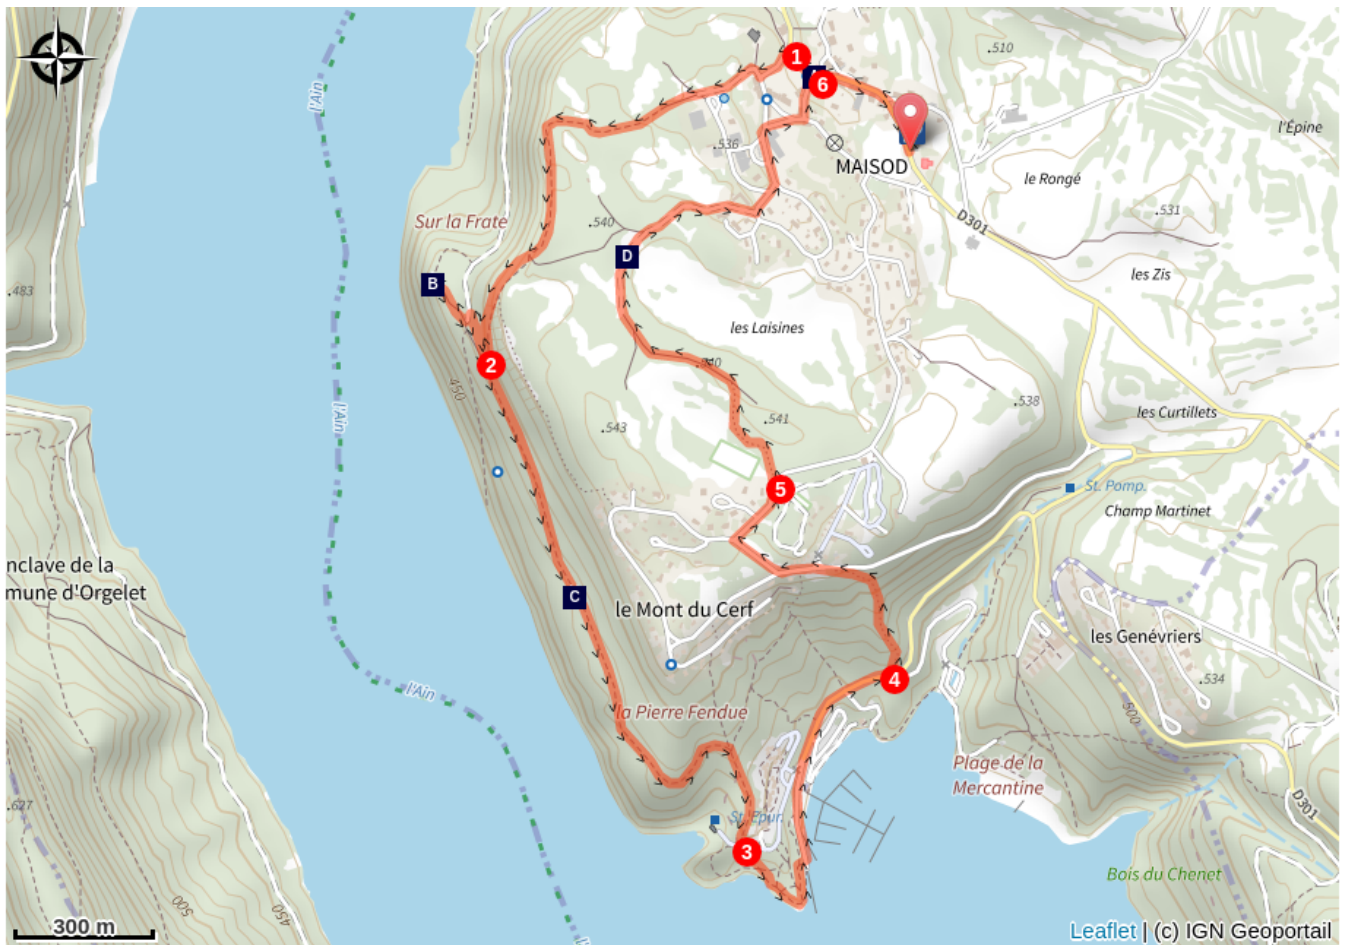 l'Ain
.510
l'Épine
1
6
.536
MAISOD
le Rongé
.531
D301
Sur la Frate
.540
D
les Zis
B
.483
les Laisines
2
450
l'Ain
.538
les Curtillets
.543
.541
5
St. Pomp.
Champ Martinet
nclave de la
mune d'Orgelet
C
le Mont du Cerf
les Genévriers
4
.534
l'Ain
la Pierre Fendue
500
Plage de la
Mercantine
.627
St. Epur.
D301
3
Bois du Chenet
500
450
300 m
Leaflet | (c) IGN Geoportail